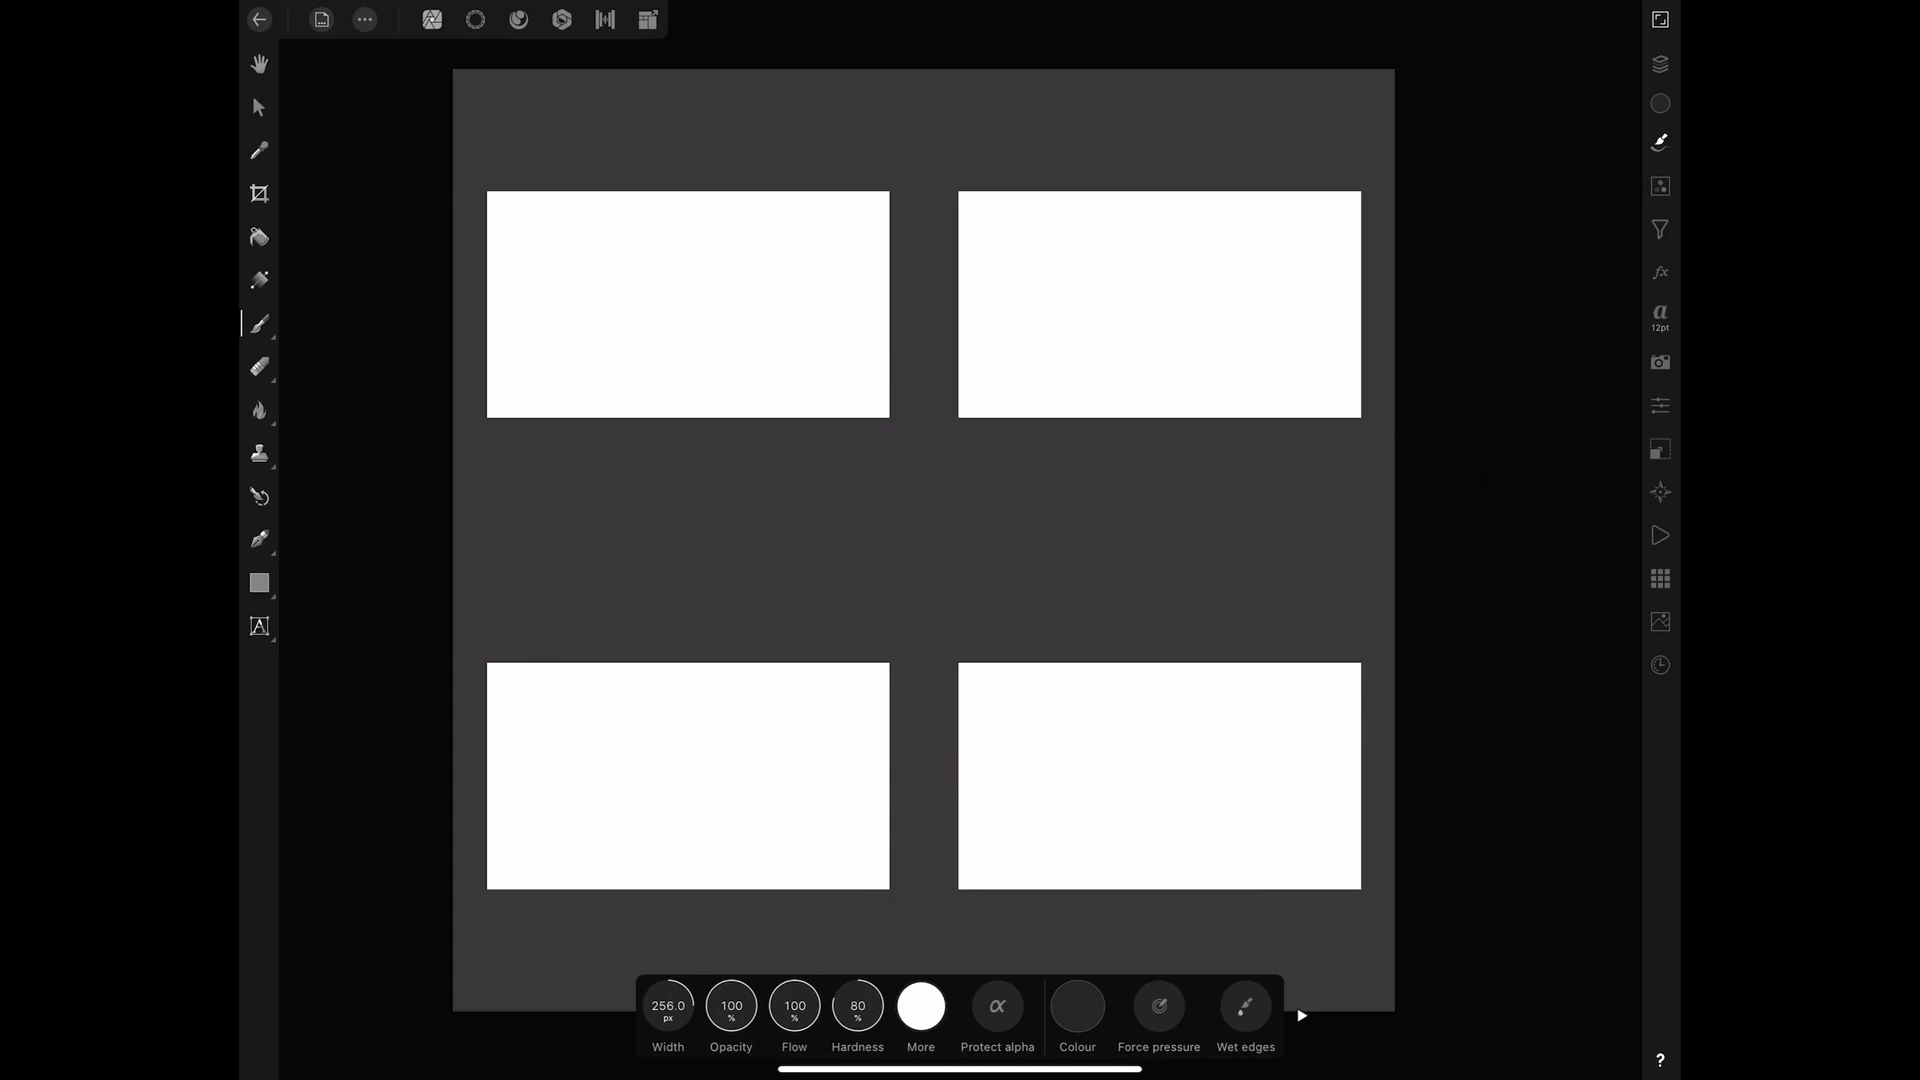 a
12pt
A
256.0
px
100
%
100
%
80
%
α
Width
Opacity
Flow
Hardness
More
Protect alpha
Colour
Force pressure
Wet edges
fx
?